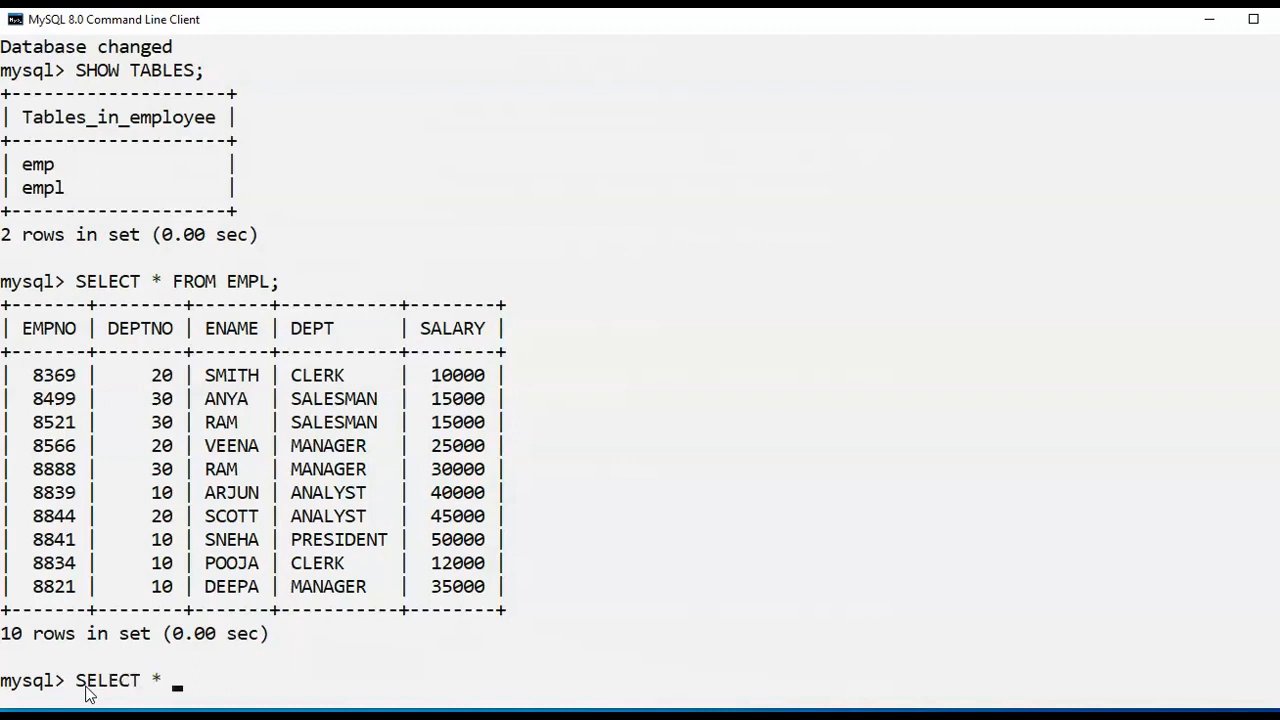 MySQL 8.0 Command Line Client
Database changed
mysql> SHOW TABLES;
+--------------------+
| Tables_in_employee |
+--------------------+
| emp                |
| empl               |
+--------------------+
2 rows in set (0.00 sec)
mysql> SELECT * FROM EMPL;
+-------+--------+-------+-----------+--------+
| EMPNO | DEPTNO | ENAME | DEPT      | SALARY |
+-------+--------+-------+-----------+--------+
|  8369 |     20 | SMITH | CLERK     |  10000 |
|  8499 |     30 | ANYA  | SALESMAN  |  15000 |
|  8521 |     30 | RAM   | SALESMAN  |  15000 |
|  8566 |     20 | VEENA | MANAGER   |  25000 |
|  8888 |     30 | RAM   | MANAGER   |  30000 |
|  8839 |     10 | ARJUN | ANALYST   |  40000 |
|  8844 |     20 | SCOTT | ANALYST   |  45000 |
|  8841 |     10 | SNEHA | PRESIDENT |  50000 |
|  8834 |     10 | POOJA | CLERK     |  12000 |
|  8821 |     10 | DEEPA | MANAGER   |  35000 |
+-------+--------+-------+-----------+--------+
10 rows in set (0.00 sec)
mysql> SELECT * _